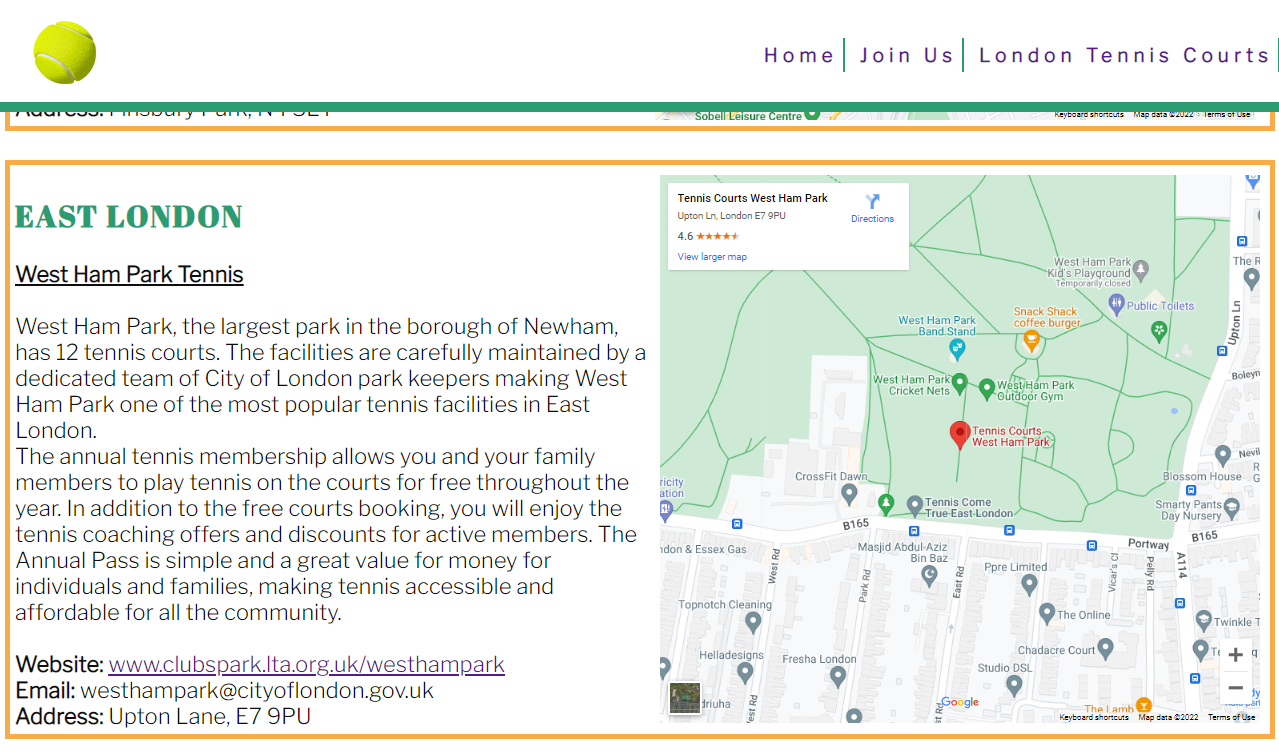 Home
Join Us
London Tennis Courts
Address: Finsbury Park, N4
Sobell Leisure Centre
Keyboard shortcuts Map data ©2022 Terms of Use
EAST LONDON
West Ham Park Tennis
West Ham Park, the largest park in the borough of Newham,
has 12 tennis courts. The facilities are carefully maintained by a
dedicated team of City of London park keepers making West
Ham Park one of the most popular tennis facilities in East
London.
The annual tennis membership allows you and your family
members to play tennis on the courts for free throughout the
year. In addition to the free courts booking, you will enjoy the
tennis coaching offers and discounts for active members. The
Annual Pass is simple and a great value for money for
individuals and families, making tennis accessible and
affordable for all the community.
Website: www.clubspark.lta.org.uk/westhampark
Email: westhampark@cityoflondon.gov.uk
Address: Upton Lane, E7 9PU
Tennis Courts West Ham Park
Upton Ln, London E7 9PU
Directions
4.6
View larger map
West Ham Park
Kid's Playground
Temporarily closed
The R
Public Toilets
Upton Ln
Snack Shack
coffee burger
West Ham Park
Band Stand
West Ham Park
Cricket Nets
West Ham Park
Outdoor Gym
Boleyn
Tennis Courts
West Ham Park
Nevil
CrossFit Dawn
Blossom House
G
ricity
ation
Tennis Come
True East London
Smarty Pants
Day Nursery
B165
B165
Portway
A114
ndon & Essex Gas
Masjid Abdul-Aziz
Bin Baz
West Rd
Park Rd
East Rd
Vicar's Cl
Pelly Rd
Ppre Limited
Topnotch Cleaning
The Online
Twinkle T
Chadacre Court
Helladesigns
Fresha London
Studio DSL
driuha
st Rd
The Lamb
Google
Keyboard shortcuts Map data ©2022 Terms of Use